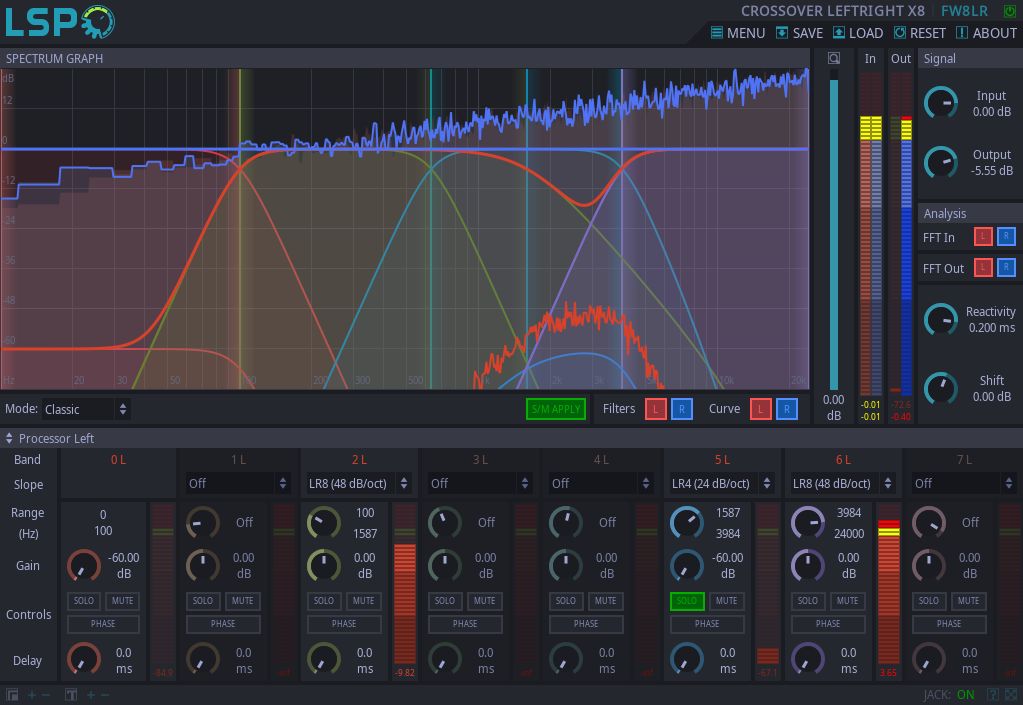 LSP
CROSSOVER LEFTRIGHT X8 FW8LR
MENU SAVE LOAD RESET ABOUT
SPECTRUM GRAPH
In Out
Signal
dB
12
0
-12
-24
-36
-48
-60
Hz 20 30 50 200 300 500 2k 3k 10k 20k
Input
0.00 dB
Output
-5.55 dB
Analysis
FFT In L R
FFT Out L R
Reactivity
0.200 ms
Shift
0.00 dB
0.00
dB
-0.01
-0.01
-72.6
-0.40
Mode: Classic
S/M APPLY
Filters L R
Curve L R
Processor Left
Band 0 L 1 L 2 L 3 L 4 L 5 L 6 L 7 L
Slope Off LR8 (48 dB/oct) Off Off LR4 (24 dB/oct) LR8 (48 dB/oct) Off
Range 0 Off 100 Off Off 1587 3984 Off
(Hz) 100 1587 3984 24000
Gain -60.00 0.00 0.00 0.00 0.00 -60.00 0.00 0.00
dB dB dB dB dB dB dB dB
SOLO MUTE SOLO MUTE SOLO MUTE SOLO MUTE SOLO MUTE SOLO MUTE SOLO MUTE SOLO MUTE
Controls
PHASE PHASE PHASE PHASE PHASE PHASE PHASE PHASE
Delay 0.0 0.0 0.0 0.0 0.0 0.0 0.0 0.0
ms ms ms ms ms ms ms ms
-84.9 -inf -9.82 -inf -inf -67.1 3.65 -inf
JACK: ON